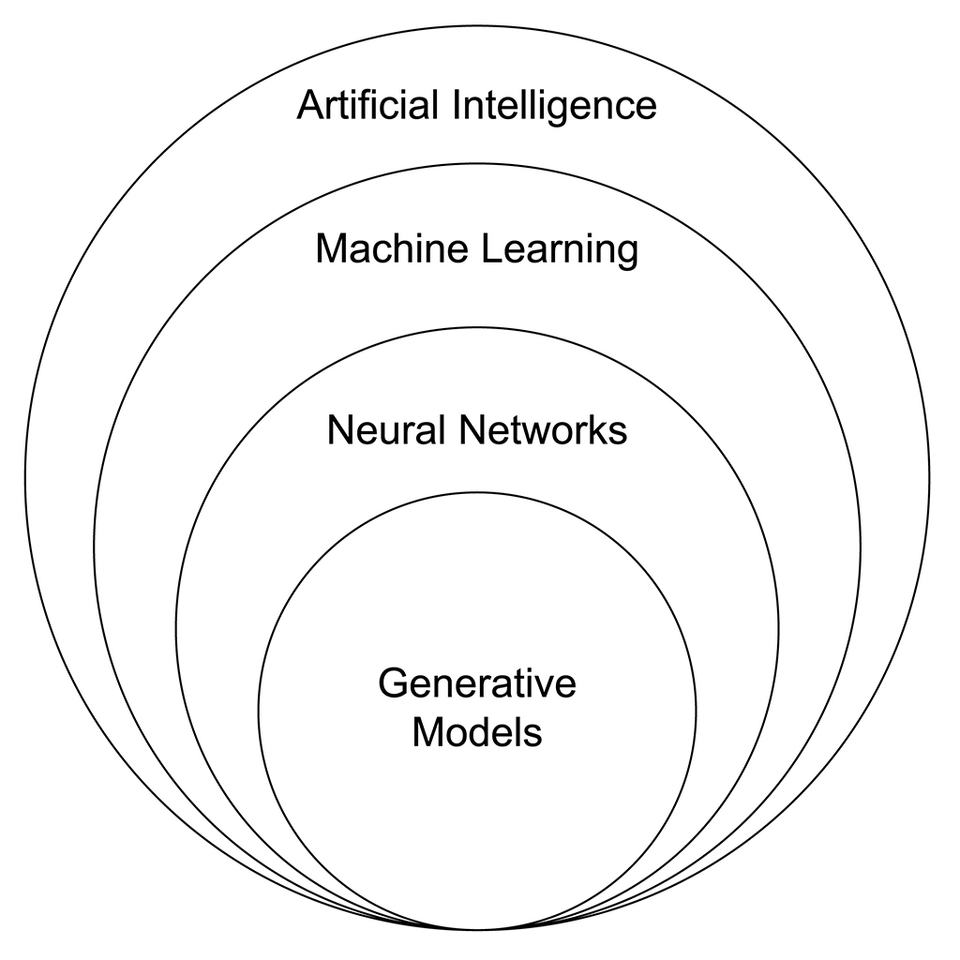 Artificial Intelligence
Machine Learning
Neural Networks
Generative
Models